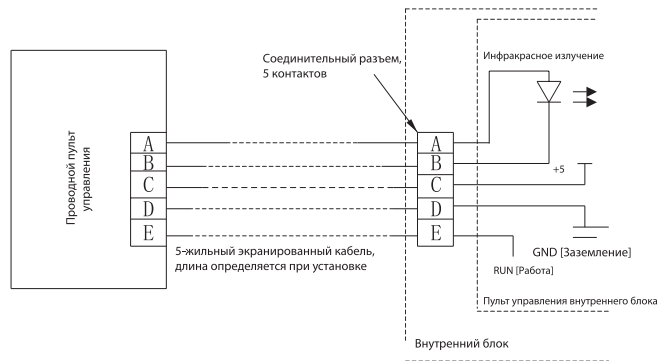 Соединительный разъем,
5 контактов
Инфракрасное излучение
Проводной пульт
управления
A
B
C
D
E
A
B
C
D
E
+5
5-жильный экранированный кабель,
длина определяется при установке
GND [Заземление]
RUN [Работа]
Пульт управления внутреннего блока
Внутренний блок